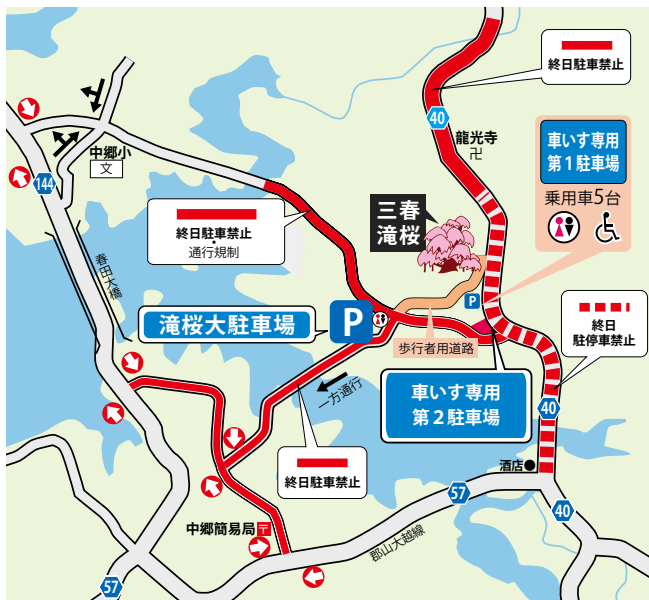 終日駐車禁止
40
龍光寺
卍
車いす専用
第1駐車場
乗用車5台
中郷小
文
144
三春
滝桜
終日駐車禁止
・
通行規制
春田大橋
P
滝桜大駐車場
P
歩行者用道路
終日
駐停車禁止
一方通行
車いす専用
第2駐車場
40
終日駐車禁止
酒店
57
40
中郷簡易局
〒
郡山大越線
57